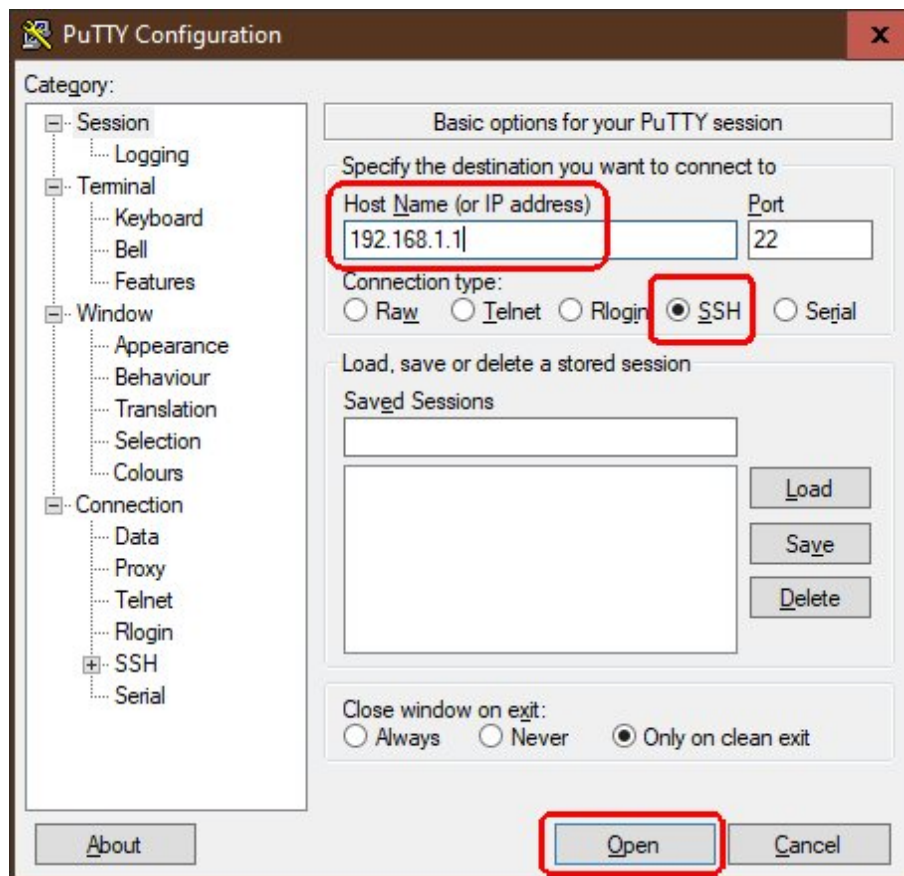 PuTTY Configuration
x
Category:
Session
Logging
Terminal
Keyboard
Bell
Features
Window
Appearance
Behaviour
Translation
Selection
Colours
Connection
Data
Proxy
Telnet
Rlogin
SSH
Serial
Basic options for your PuTTY session
Specify the destination you want to connect to
Host Name (or IP address) Port
192.168.1.1 22
Connection type:
Raw Telnet Rlogin SSH Serial
Load, save or delete a stored session
Saved Sessions
Load
Save
Delete
Close window on exit:
Always Never Only on clean exit
About Open Cancel